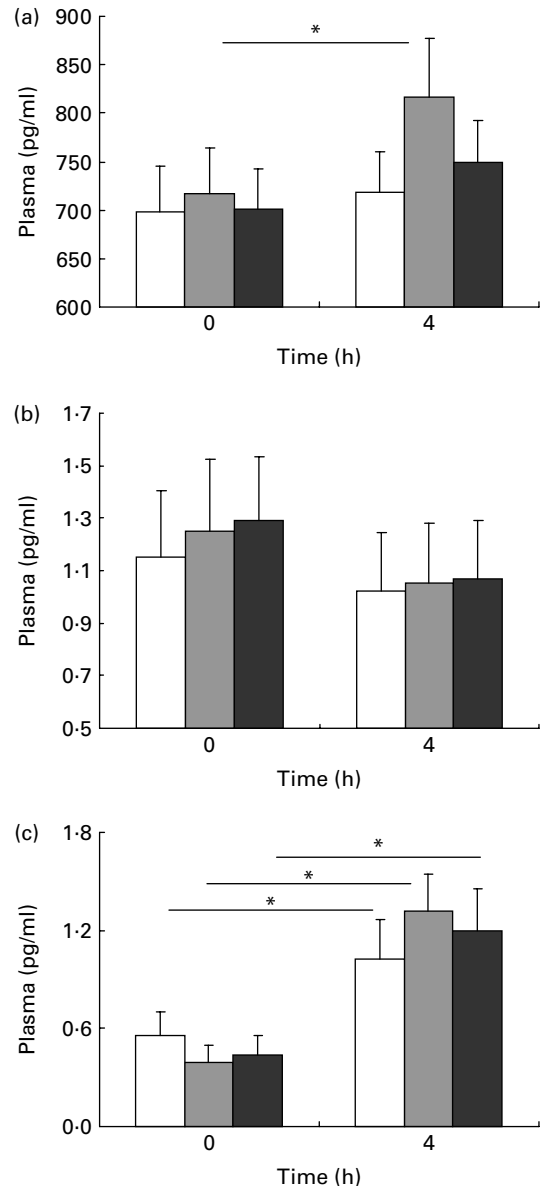 (a)
900
850
800
750
700
650
600
Plasma (pg/ml)
*
0 4
Time (h)
(b)
1·7
1·5
1·3
1·1
0·9
0·7
0·5
Plasma (pg/ml)
0 4
Time (h)
(c)
1·8
1·2
0·6
0·0
Plasma (pg/ml)
*
*
*
0 4
Time (h)